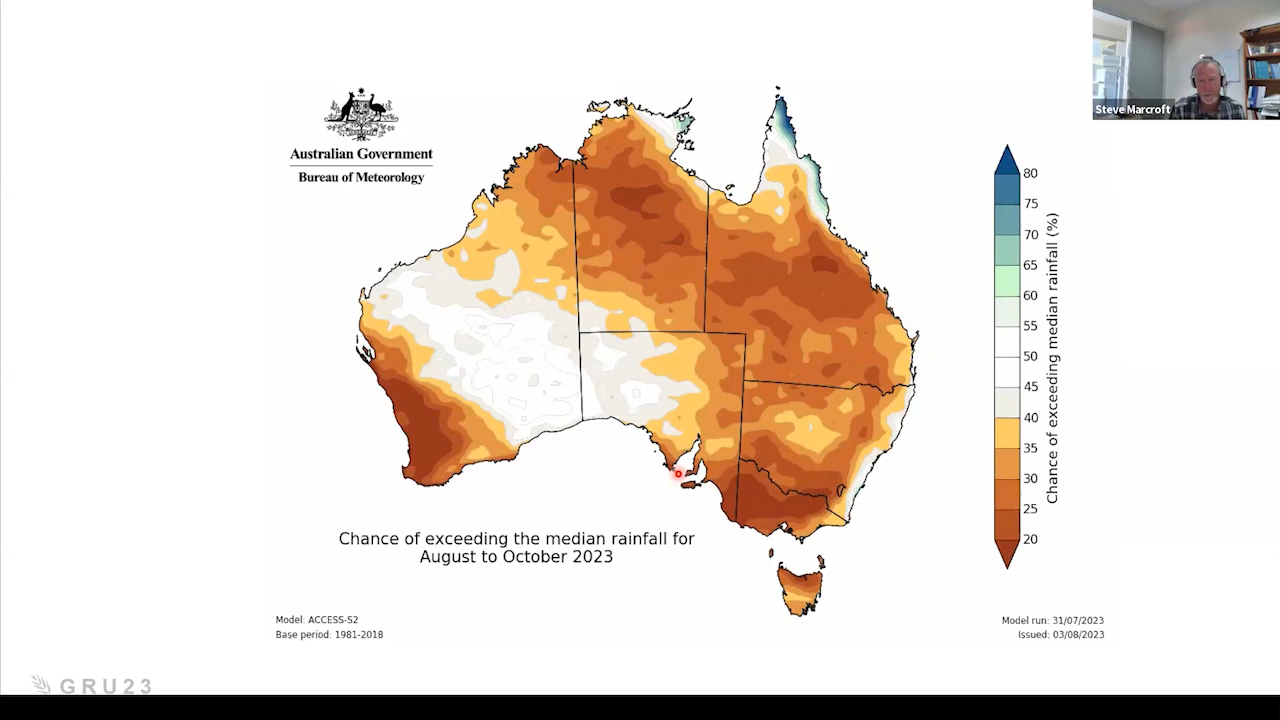 Steve Marcroft
Australian Government
Bureau of Meteorology
80
75
70
65
60
55
50
45
40
35
30
25
20
Chance of exceeding median rainfall (%)
Chance of exceeding the median rainfall for
August to October 2023
Model: ACCESS-S2
Base period: 1981-2018
Model run: 31/07/2023
Issued: 03/08/2023
GRU23